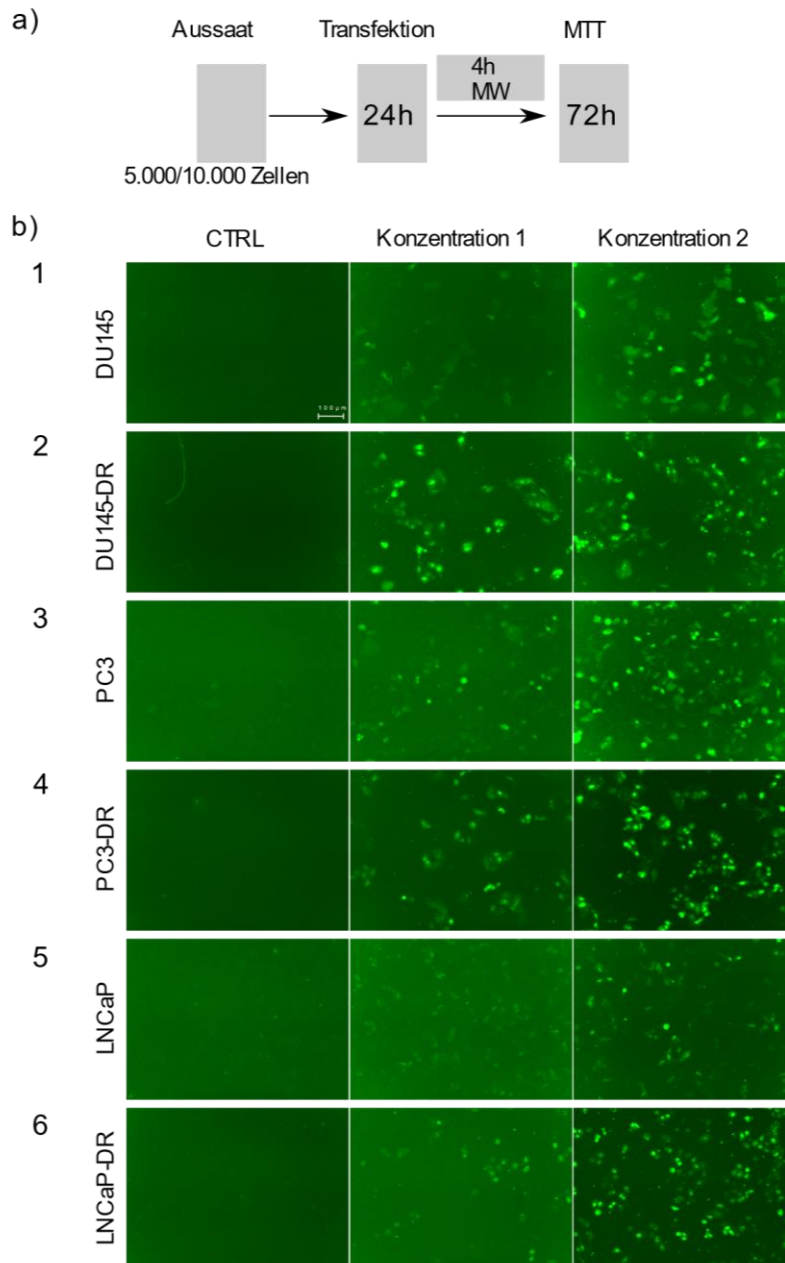 a)
Aussaat Transfektion MTT
4h
MW
24h 72h
5.000/10.000 Zellen
b)
CTRL Konzentration 1 Konzentration 2
1
DU145
100µm
2
DU145-DR
3
PC3
4
PC3-DR
5
LNCaP
6
LNCaP-DR